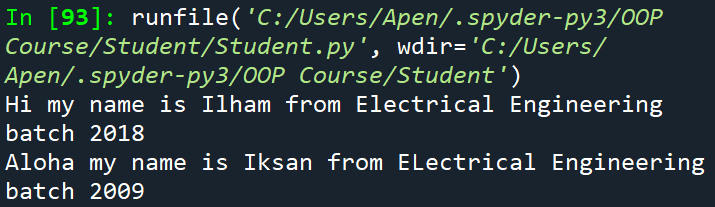 In [93]: runfile('C:/Users/Apen/.spyder-py3/OOP
Course/Student/Student.py', wdir='C:/Users/
Apen/.spyder-py3/OOP Course/Student')
Hi my name is Ilham from Electrical Engineering
batch 2018
Aloha my name is Iksan from ELectrical Engineering
batch 2009